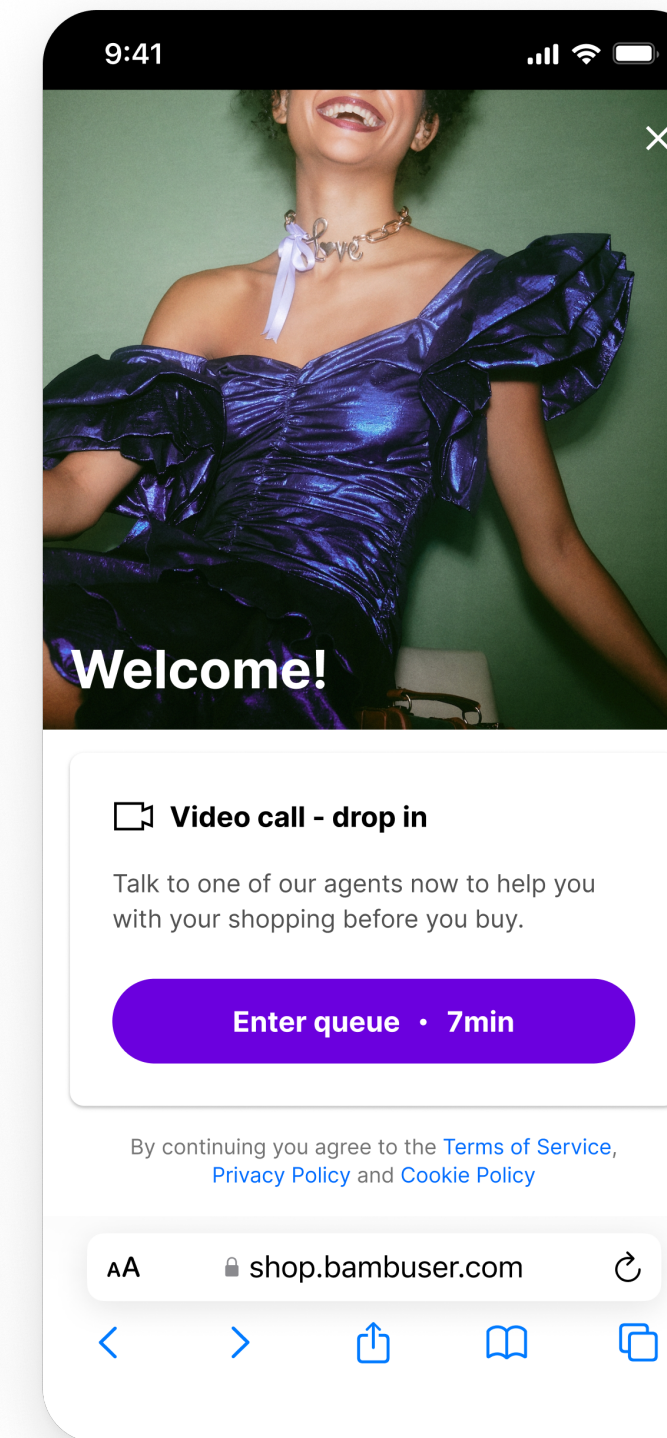 9:41
love
Welcome!
Video call - drop in
Talk to one of our agents now to help you
with your shopping before you buy.
Enter queue • 7min
By continuing you agree to the Terms of Service,
Privacy Policy and Cookie Policy
AA shop.bambuser.com